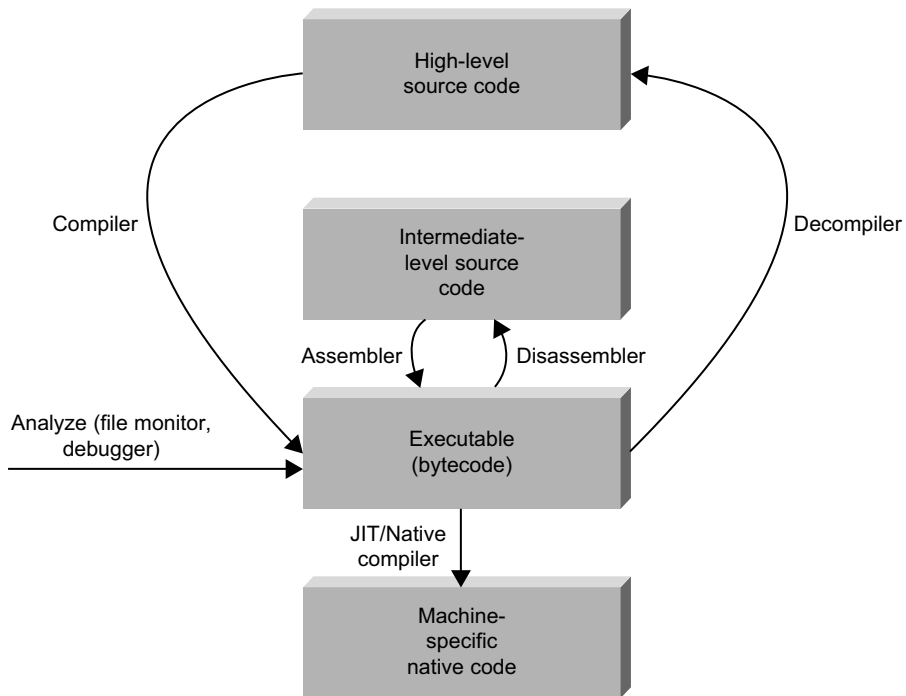 High-level
source code
Compiler
Decompiler
Intermediate-
level source
code
Assembler
Disassembler
Analyze (file monitor,
debugger)
Executable
(bytecode)
JIT/Native
compiler
Machine-
specific
native code